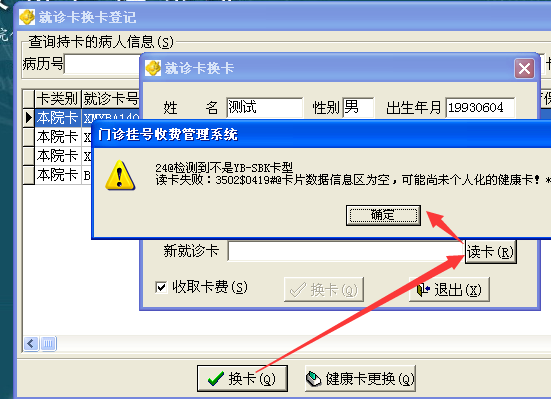 就诊卡换卡登记
查询持卡的病人信息(S)
病历号
就诊卡换卡
卡类别 就诊卡号
姓 名 测试 性别 男 出生年月 19930604
本院卡
本院卡
本院卡
本院卡 B
门诊挂号收费管理系统
24@检测到不是YB-SBK卡型
读卡失败：3502$0419#@卡片数据信息区为空，可能尚未个人化的健康卡！*
确定
新就诊卡 读卡(R)
收取卡费(S) 换卡(Q) 退出(X)
换卡(Q) 健康卡更换(Q)